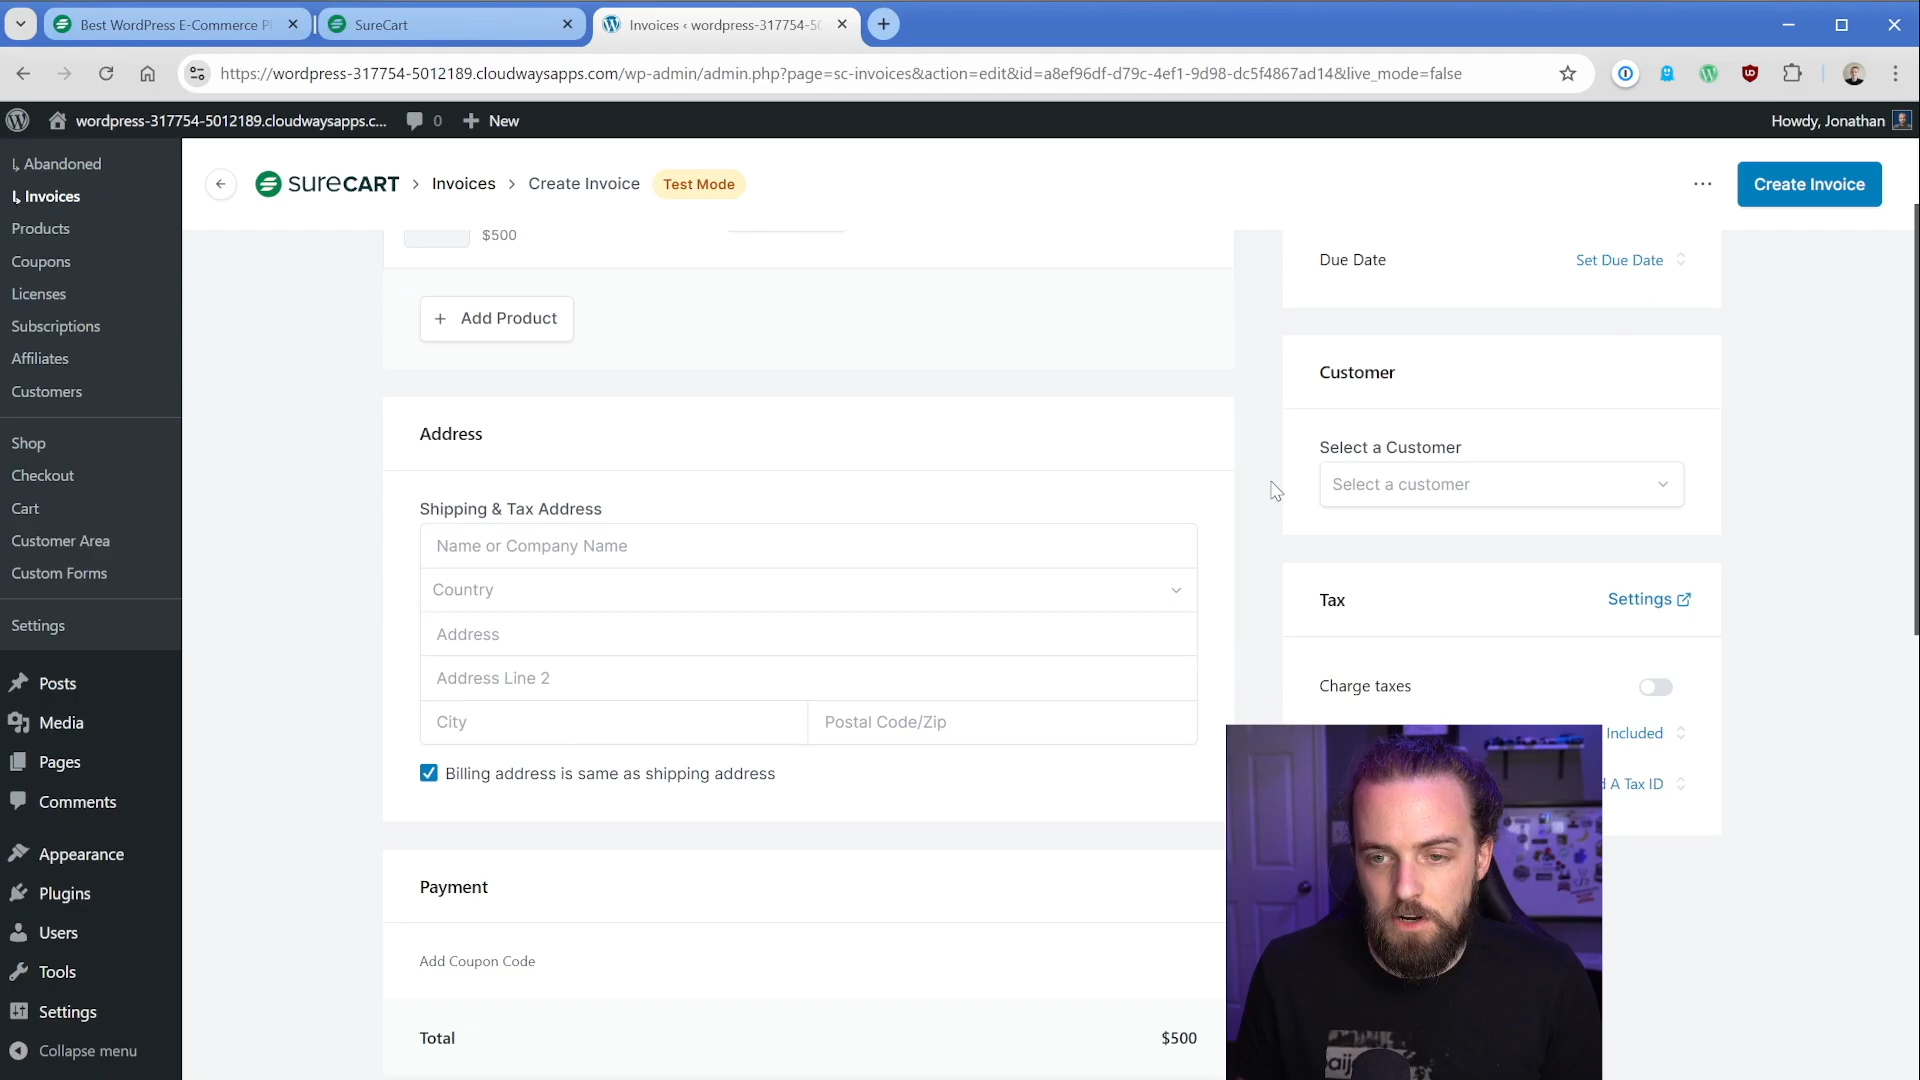 Best WordPress E-Commerce Pl
SureCart
Invoices ‹ wordpress-317754-50
https://wordpress-317754-5012189.cloudwaysapps.com/wp-admin/admin.php?page=sc-invoices&action=edit&id=a8ef96df-d79c-4ef1-9d98-dc5f4867ad14&live_mode=false
wordpress-317754-5012189.cloudwaysapps.c...
0
New
Howdy, Jonathan
Abandoned
Invoices
Products
Coupons
Licenses
Subscriptions
Affiliates
Customers
Shop
Checkout
Cart
Customer Area
Custom Forms
Settings
Posts
Media
Pages
Comments
Appearance
Plugins
Users
Tools
Settings
Collapse menu
SURECART > Invoices > Create Invoice Test Mode
... Create Invoice
$500
+ Add Product
Address
Shipping & Tax Address
Name or Company Name
Country
Address
Address Line 2
City
Postal Code/Zip
Billing address is same as shipping address
Payment
Add Coupon Code
Total $500
Due Date Set Due Date
Customer
Select a Customer
Select a customer
Tax Settings
Charge taxes
Included
A Tax ID